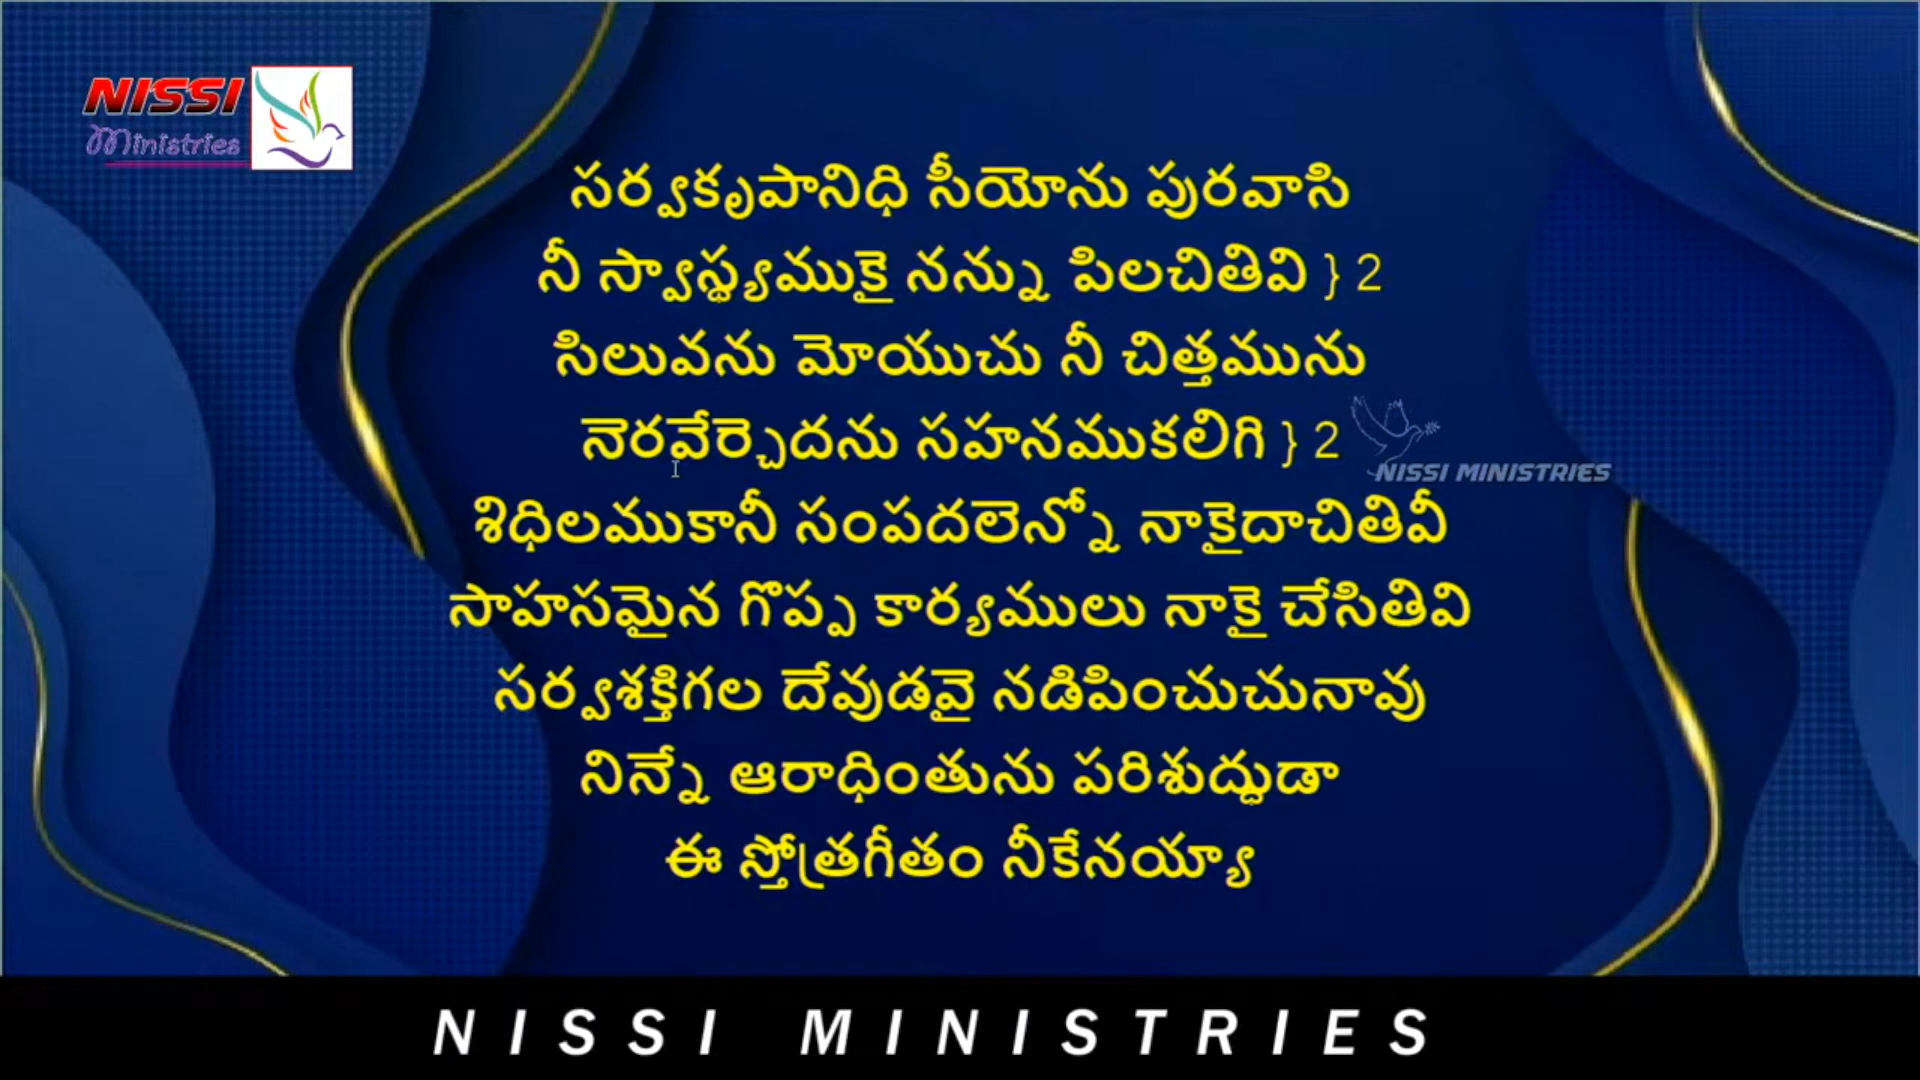 NISSI
Ministries
సర్వకృపానిధి సీయోను పురవాసి
నీ స్వాస్థ్యముకై నన్ను పిలచితివి } 2
సిలువను మోయుచు నీ చిత్తమును
నెరవేర్చెదను సహనముకలిగి } 2
NISSI MINISTRIES
శిధిలముకానీ సంపదలెన్నో నాకైదాచితివీ
సాహసమైన గొప్ప కార్యములు నాకై చేసితివి
సర్వశక్తిగల దేవుడవై నడిపించుచునావు
నిన్నే ఆరాధింతును పరిశుద్ధుడా
ఈ స్తోత్రగీతం నీకేనయ్యా
NISSI MINISTRIES